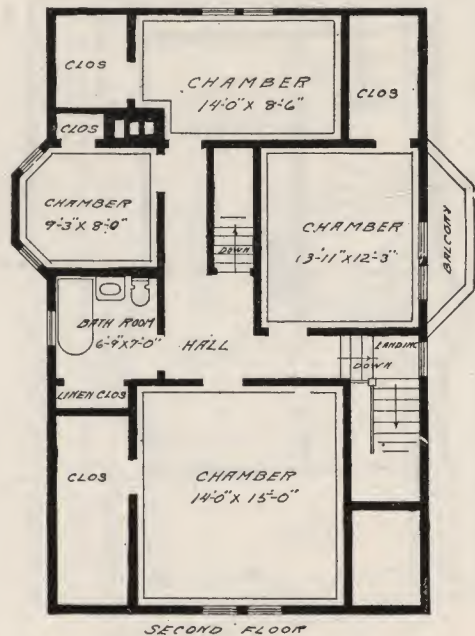 CLOS
CHAMBER
14'-0" X 8'-6"
CLOS
CLOS
CHAMBER
9'-3" X 8'-0"
DOWN
CHAMBER
13'-11" X 12'-3"
BALCONY
BATH ROOM
6'-9" X 7'-0"
HALL
LANDING
DOWN
LINEN CLOS
CLOS
CHAMBER
14'-0" X 15'-0"
SECOND FLOOR